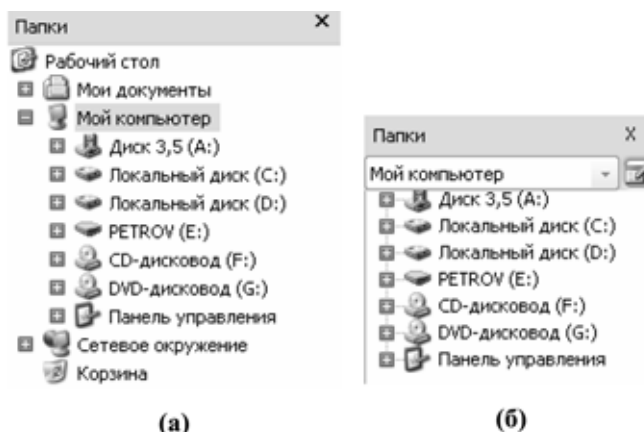 Папки X
Рабочий стол
Мои документы
Мой компьютер
Диск 3,5 (A:)
Локальный диск (C:)
Локальный диск (D:)
PETROV (E:)
CD-дисковод (F:)
DVD-дисковод (G:)
Панель управления
Сетевое окружение
Корзина
(а)
Папки X
Мой компьютер
Диск 3,5 (A:)
Локальный диск (C:)
Локальный диск (D:)
PETROV (E:)
CD-дисковод (F:)
DVD-дисковод (G:)
Панель управления
(б)